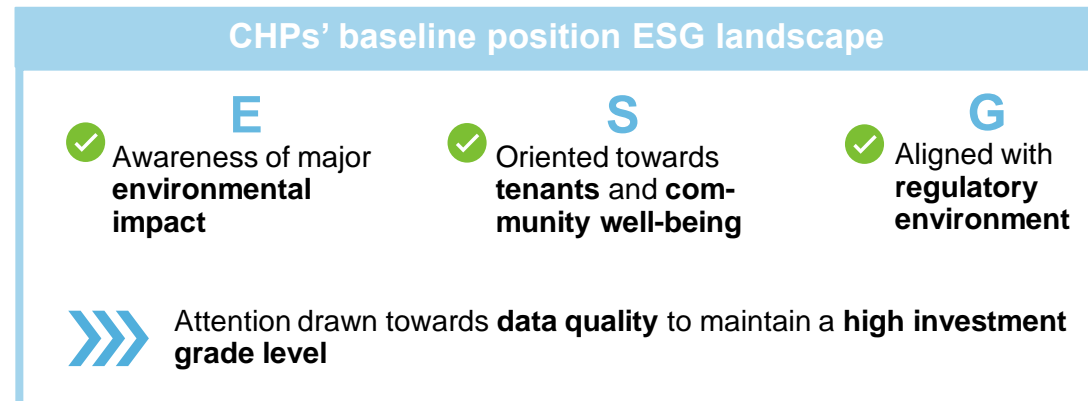 CHPs’ baseline position ESG landscape
E
Awareness of major
environmental
impact
S
Oriented towards
tenants and com-
munity well-being
G
Aligned with
regulatory
environment
Attention drawn towards data quality to maintain a high investment
grade level